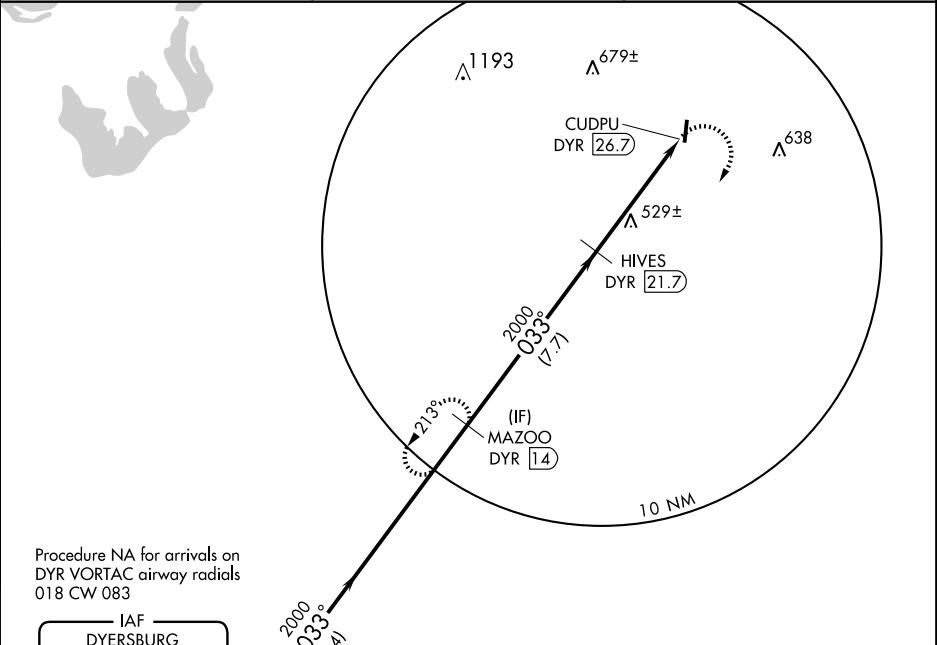 1193
679±
CUDPU
DYR 26.7
638
529±
HIVES
DYR 21.7
2000
033°
(7.7)
213°
(IF)
MAZOO
DYR 14
10 NM
Procedure NA for arrivals on
DYR VORTAC airway radials
018 CW 083
IAF
DYERSBURG
2000
033°
4)